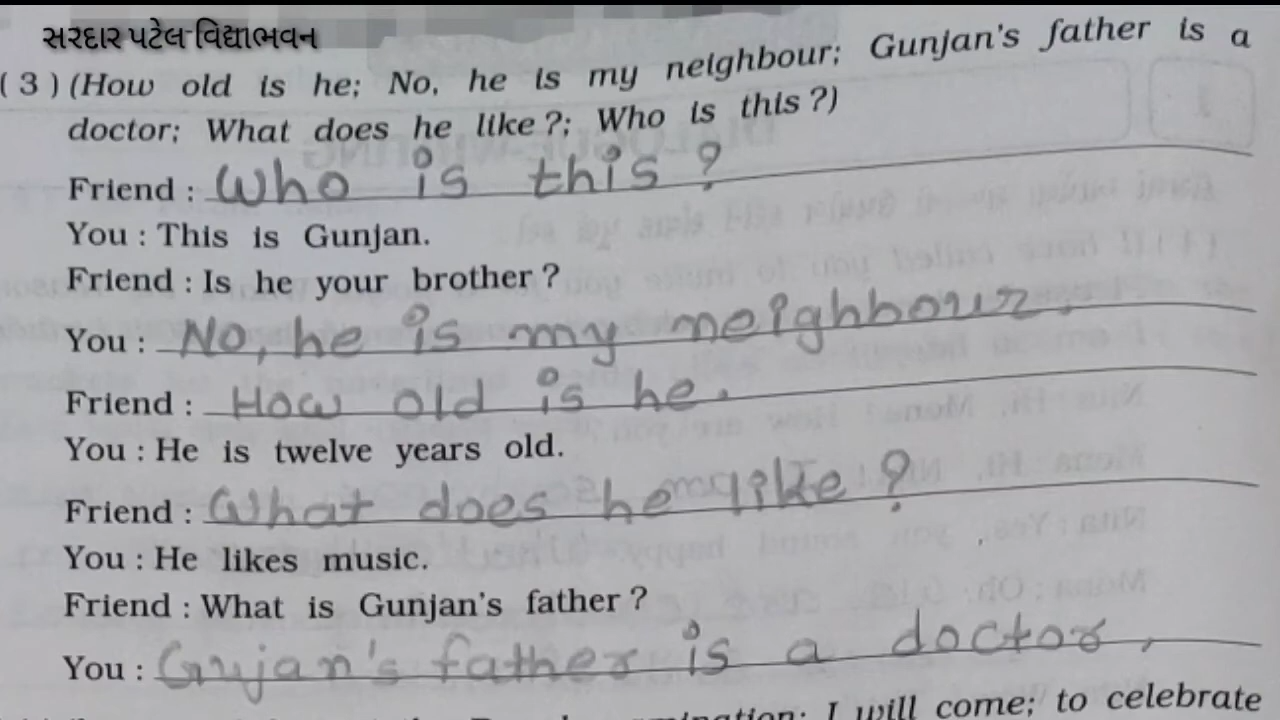 સરદાર પટેલ વિદ્યાભવન
( 3 ) (How old is he; No, he is my neighbour; Gunjan's father is a
doctor; What does he like ?; Who is this ?)
Friend : Who is this ?
You : This is Gunjan.
Friend : Is he your brother ?
You : No, he is my neighbour.
Friend : How old is he.
You : He is twelve years old.
Friend : What does he like ?
You : He likes music.
Friend : What is Gunjan's father ?
You : Gujan's father is a doctor,
I will come; to celebrate